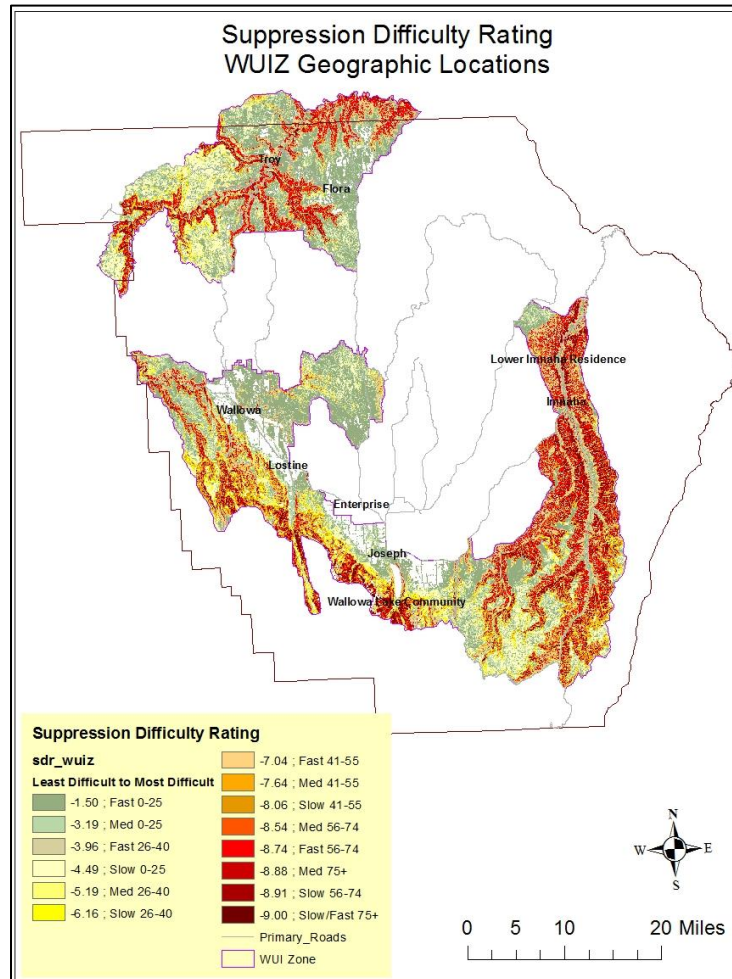 Suppression Difficulty Rating
WUIZ Geographic Locations
Troy
Flora
Lower Imnaha Residence
Imnaha
Wallowa
Lostine
Enterprise
Joseph
Wallowa Lake Community
Suppression Difficulty Rating
sdr_wuiz
Least Difficult to Most Difficult
-1.50 ; Fast 0-25
-3.19 ; Med 0-25
-3.96 ; Fast 26-40
-4.49 ; Slow 0-25
-5.19 ; Med 26-40
-6.16 ; Slow 26-40
-7.04 ; Fast 41-55
-7.64 ; Med 41-55
-8.06 ; Slow 41-55
-8.54 ; Med 56-74
-8.74 ; Fast 56-74
-8.88 ; Med 75+
-8.91 ; Slow 56-74
-9.00 ; Slow/Fast 75+
Primary_Roads
WUI Zone
N
W E
S
0 5 10 20 Miles